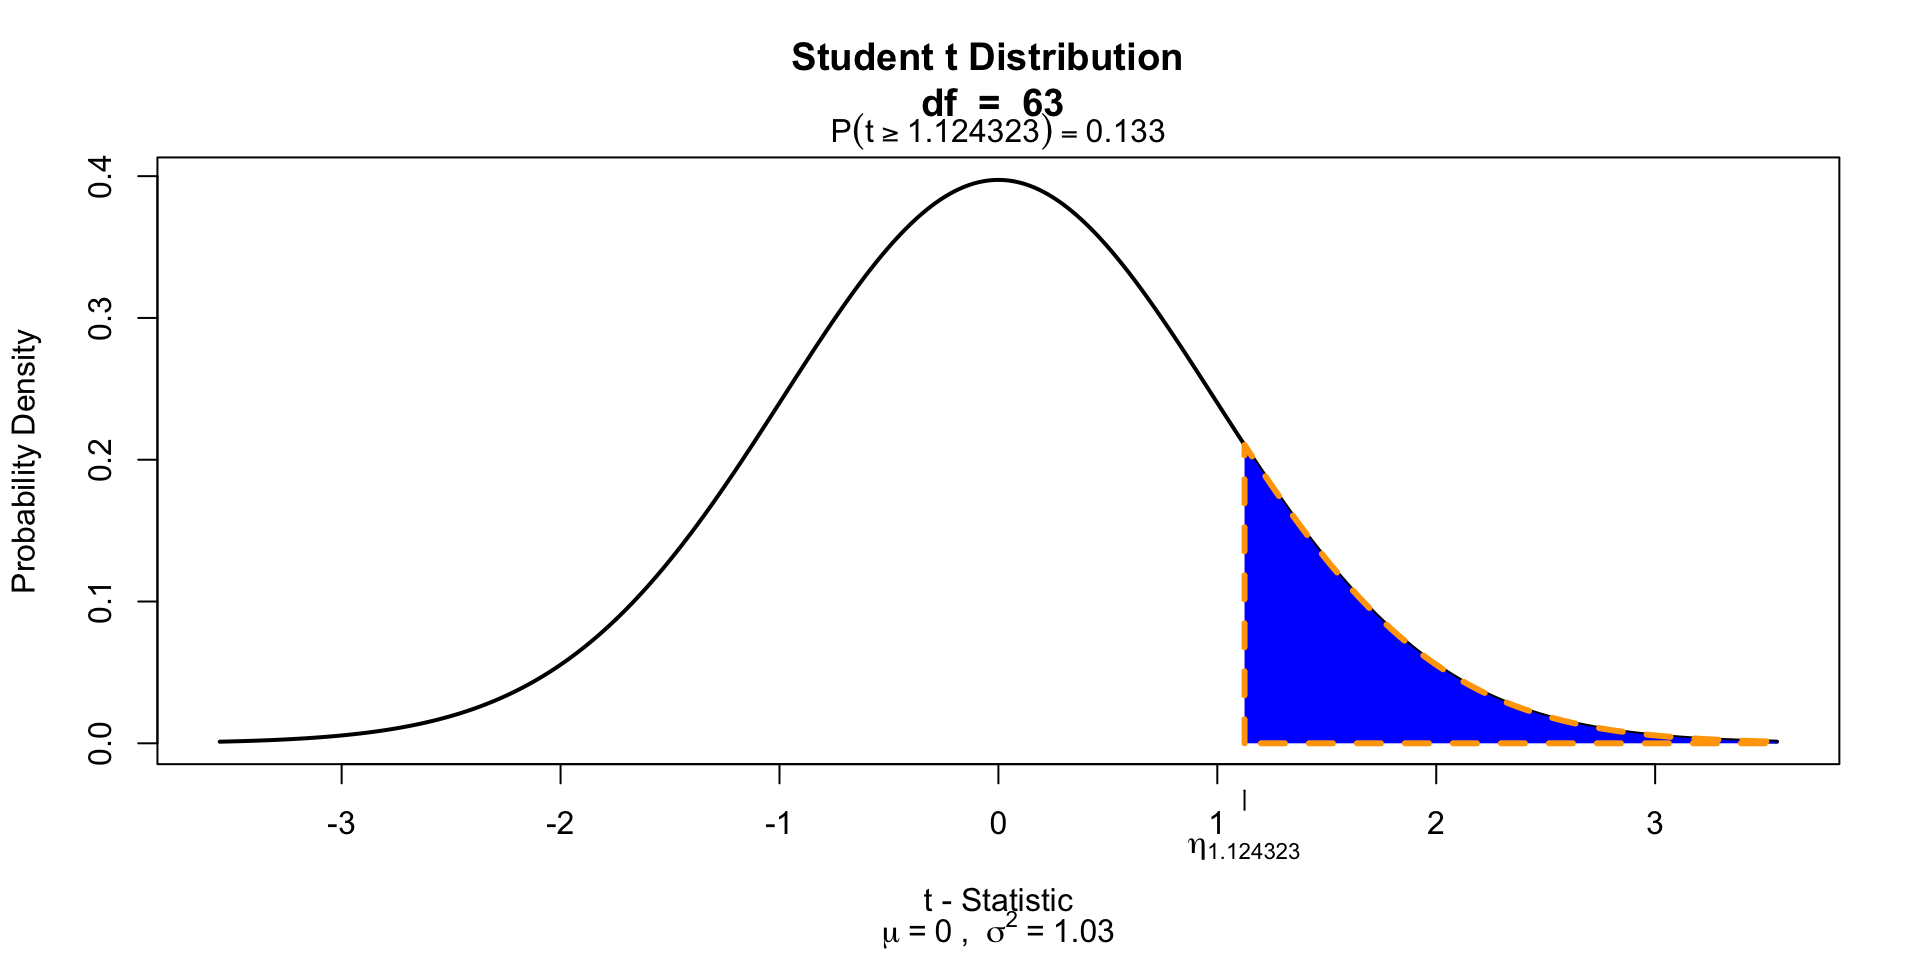 Student t Distribution
df = 63
P(t ≥ 1.124323) = 0.133
Probability Density
0.4
0.3
0.2
0.1
0.0
-3 -2 -1 0 1 2 3
η1.124323
t - Statistic
μ = 0 , σ² = 1.03